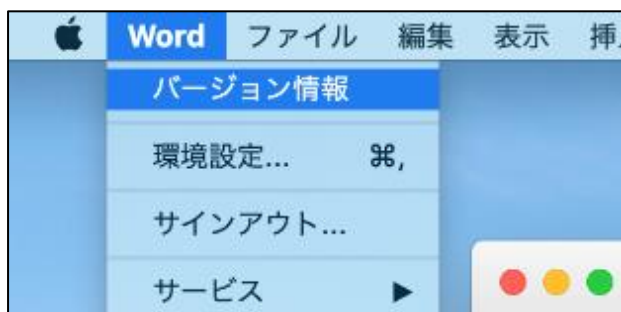 Word ファイル 編集 表示 挿
バージョン情報
環境設定... ⌘,
サインアウト...
サービス ▶